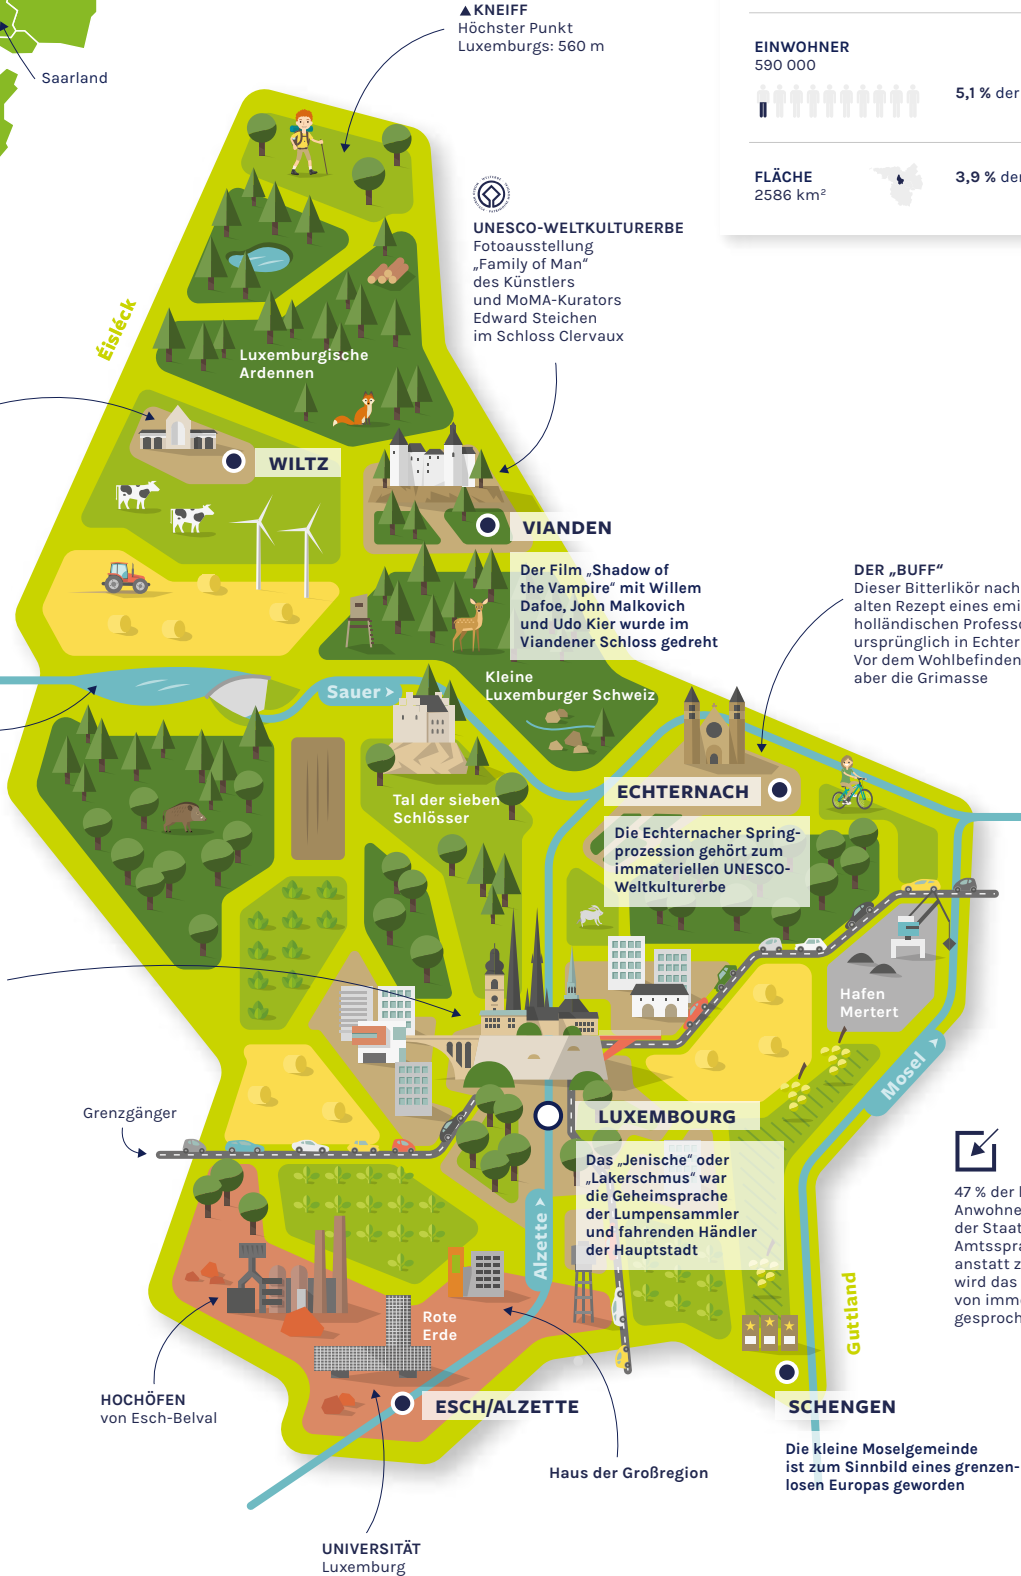 ▲KNEIFF
Höchster Punkt
Luxemburgs: 560 m
Saarland
EINWOHNER
590 000
5,1 % der
FLÄCHE
2586 km²
3,9 % der
UNESCO-WELTKULTURERBE
Fotoausstellung
„Family of Man“
des Künstlers
und MoMA-Kurators
Edward Steichen
im Schloss Clervaux
Éisléck
Luxemburgische
Ardennen
WILTZ
VIANDEN
Der Film „Shadow of
the Vampire“ mit Willem
Dafoe, John Malkovich
und Udo Kier wurde im
Viandener Schloss gedreht
DER „BUFF“
Dieser Bitterlikör nach
alten Rezept eines emi
holländischen Professo
ursprünglich in Echter
Vor dem Wohlbefinden
aber die Grimasse
Sauer >
Kleine
Luxemburger Schweiz
Tal der sieben
Schlösser
ECHTERNACH
Die Echternacher Spring-
prozession gehört zum
immateriellen UNESCO-
Weltkulturerbe
Hafen
Mertert
Mosel >
Grenzgänger
LUXEMBOURG
Das „Jenische“ oder
„Lakerschmus“ war
die Geheimsprache
der Lumpensammler
und fahrenden Händler
der Hauptstadt
Alzette >
47 % der
Anwohne
der Staat
Amtsspra
anstatt z
wird das
von imme
gesproch
Guttland
Rote
Erde
HOCHÖFEN
von Esch-Belval
ESCH/ALZETTE
SCHENGEN
Die kleine Moselgemeinde
ist zum Sinnbild eines grenzen-
losen Europas geworden
Haus der Großregion
UNIVERSITÄT
Luxemburg